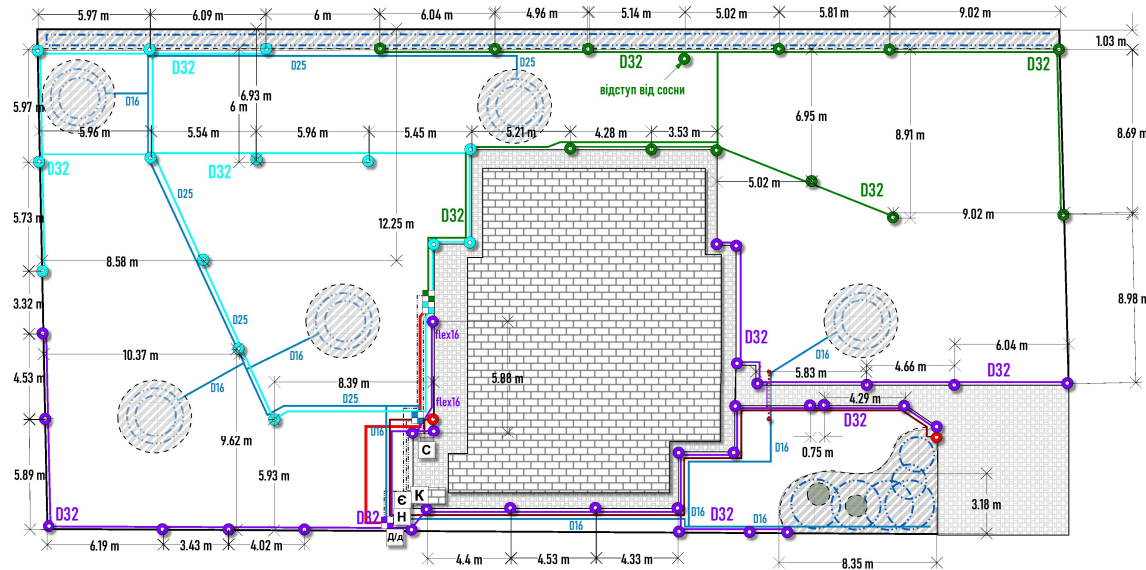 5.97 m 6.09 m 6 m 6.04 m 4.96 m 5.14 m 5.02 m 5.81 m 9.02 m
1.03 m
D32 D25 D25 D32 D32
відступ від сосни
5.97 m D16 6 m 6.93 m 6.95 m 8.91 m 8.69 m
5.96 m 5.54 m 5.96 m 5.45 m 5.21 m 4.28 m 3.53 m
D32 D32
D25 5.02 m
5.73 m 12.25 m D32 9.02 m
8.58 m
8.98 m
3.32 m D25
flex16 D32
10.37 m D16 D16 6.04 m
4.53 m 8.39 m 5.88 m 5.83 m 4.66 m D32
D16 flex16 4.29 m
D25 D32
9.62 m D16
С 0.75 m
5.89 m 5.93 m D16
3.18 m
К
Є
D32 D32 Н D16 D16 D32 D16
Д/д
6.19 m 3.43 m 4.02 m 4.4 m 4.53 m 4.33 m
8.35 m